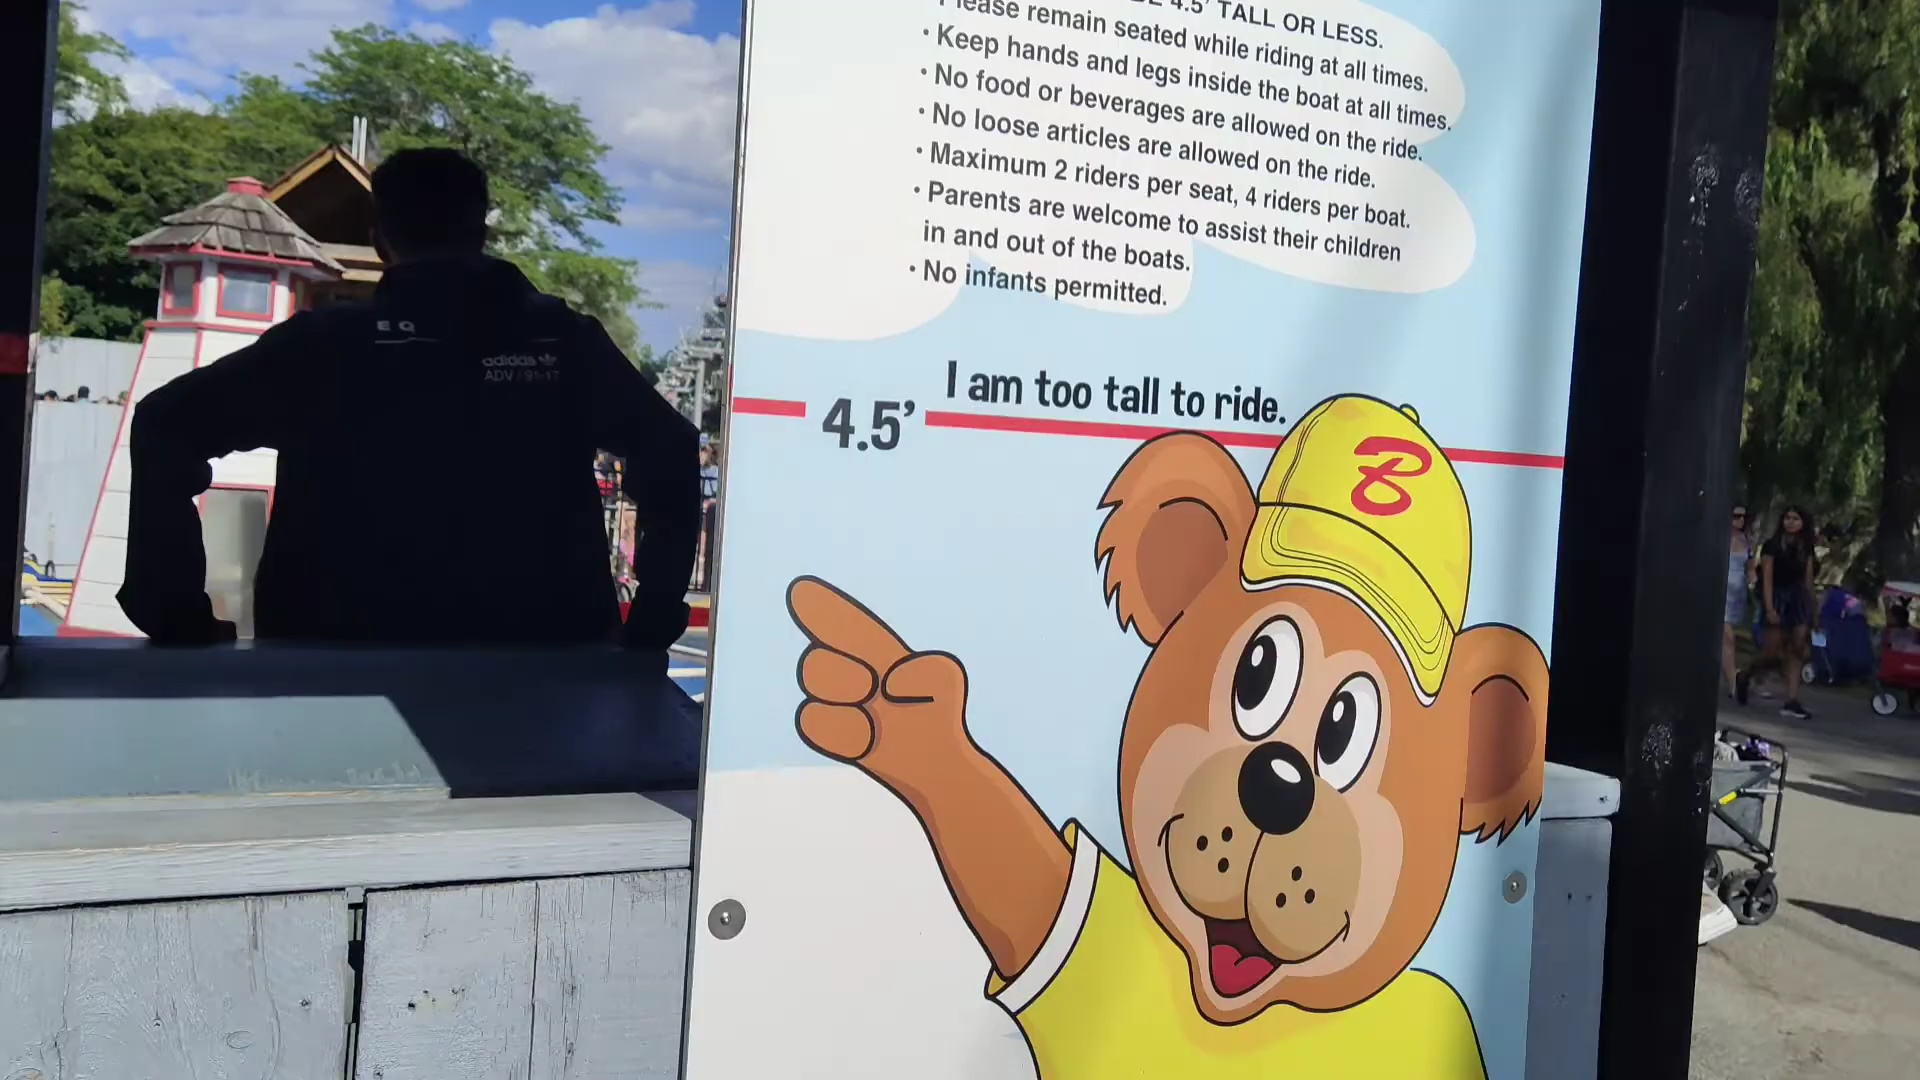 4.5' TALL OR LESS.
Please remain seated while riding at all times.
• Keep hands and legs inside the boat at all times.
• No food or beverages are allowed on the ride.
• No loose articles are allowed on the ride.
• Maximum 2 riders per seat, 4 riders per boat.
• Parents are welcome to assist their children
in and out of the boats.
• No infants permitted.
I am too tall to ride.
4.5'
B
EQ
adidas
ADV / 91-17